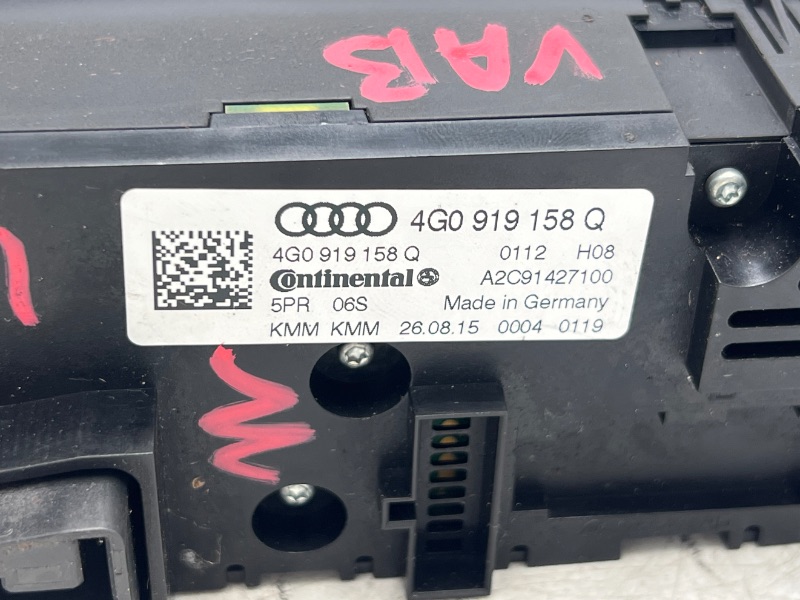 VAB
4G0 919 158 Q
4G0 919 158 Q 0112 H08
Continental A2C91427100
5PR 06S Made in Germany
KMM KMM 26.08.15 0004 0119